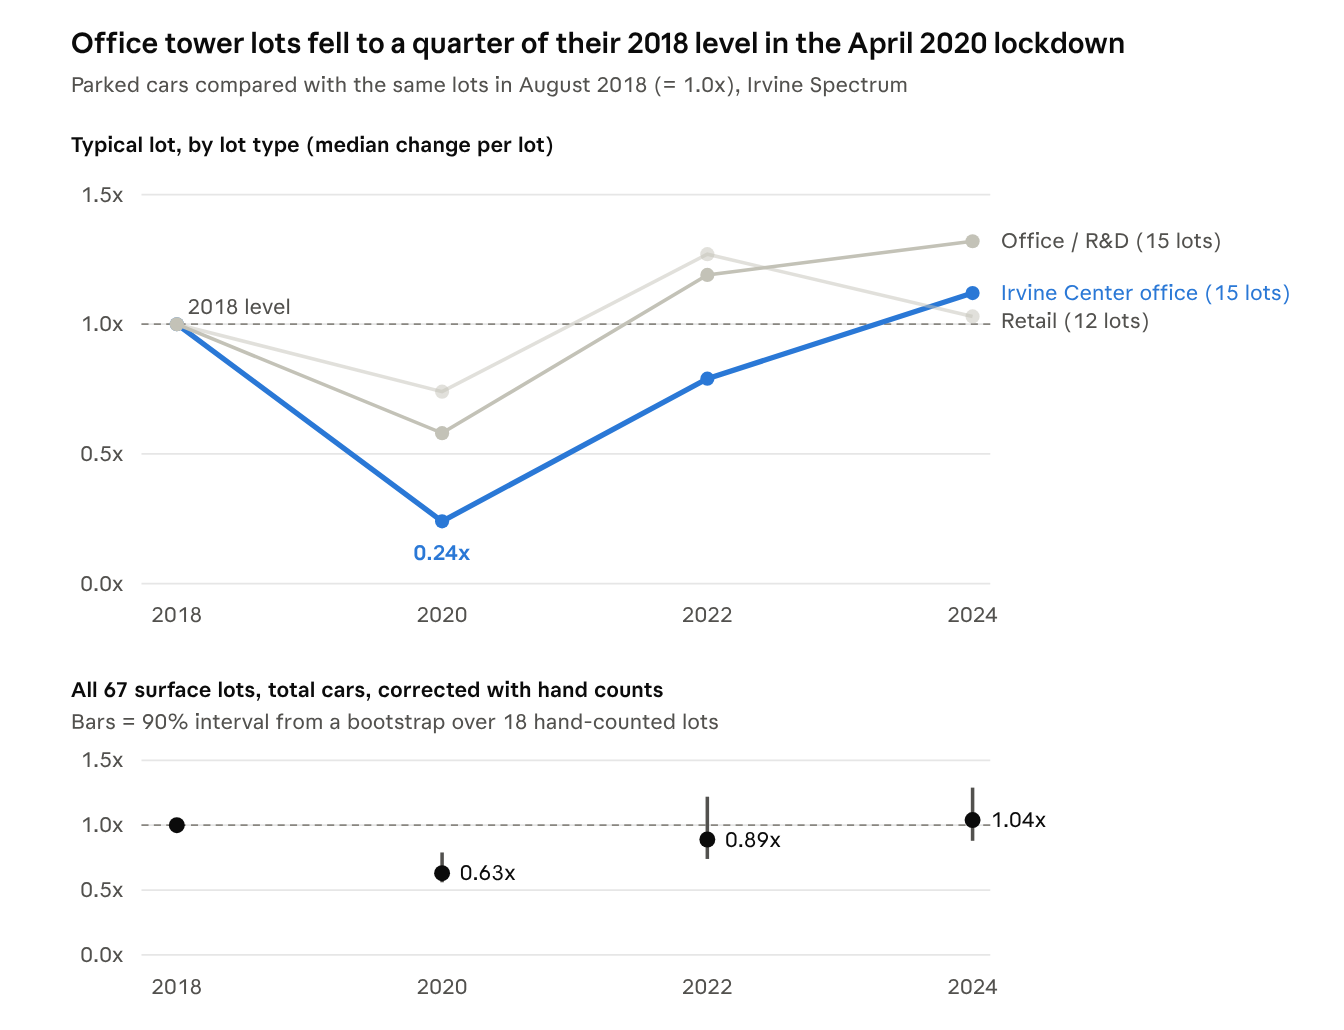 Office tower lots fell to a quarter of their 2018 level in the April 2020 lockdown
Parked cars compared with the same lots in August 2018 (= 1.0x), Irvine Spectrum
Typical lot, by lot type (median change per lot)
1.5x
Office / R&D (15 lots)
Irvine Center office (15 lots)
2018 level
1.0x
Retail (12 lots)
0.5x
0.24x
0.0x
2018 2020 2022 2024
All 67 surface lots, total cars, corrected with hand counts
Bars = 90% interval from a bootstrap over 18 hand-counted lots
1.5x
1.0x
1.04x
0.89x
0.63x
0.5x
0.0x
2018 2020 2022 2024